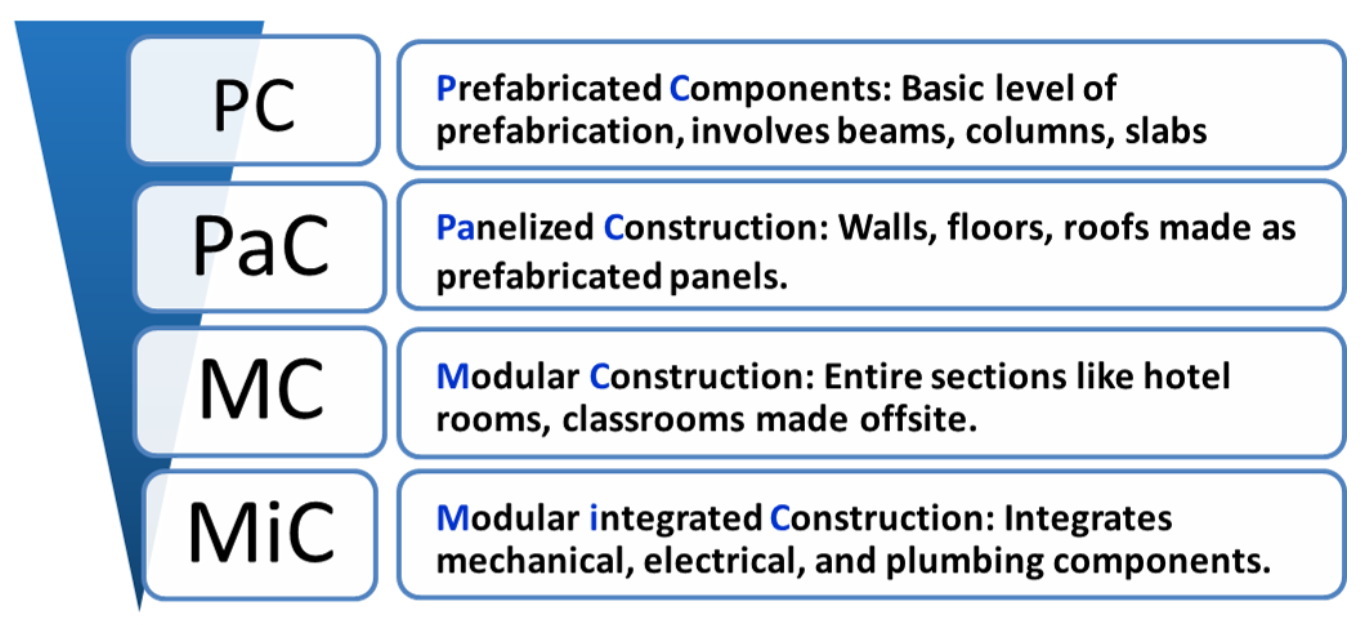 PC
Prefabricated Components: Basic level of
prefabrication, involves beams, columns, slabs
PaC
Panelized Construction: Walls, floors, roofs made as
prefabricated panels.
MC
Modular Construction: Entire sections like hotel
rooms, classrooms made offsite.
MiC
Modular integrated Construction: Integrates
mechanical, electrical, and plumbing components.